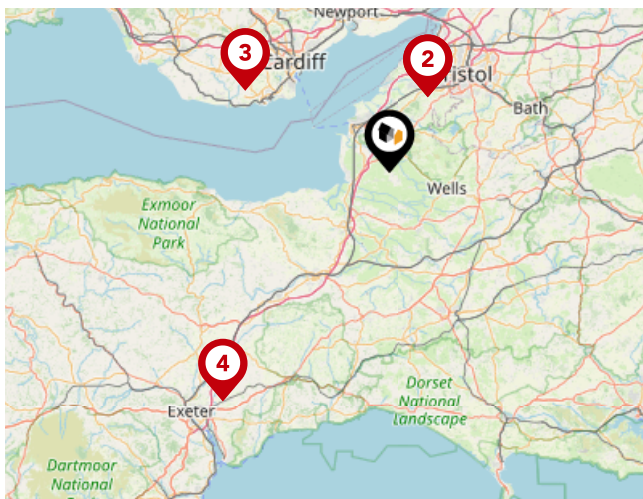 Newport
3
Cardiff
2
Bristol
Bath
Wells
Exmoor
National
Park
4
Exeter
Dorset
National
Landscape
Dartmoor
National